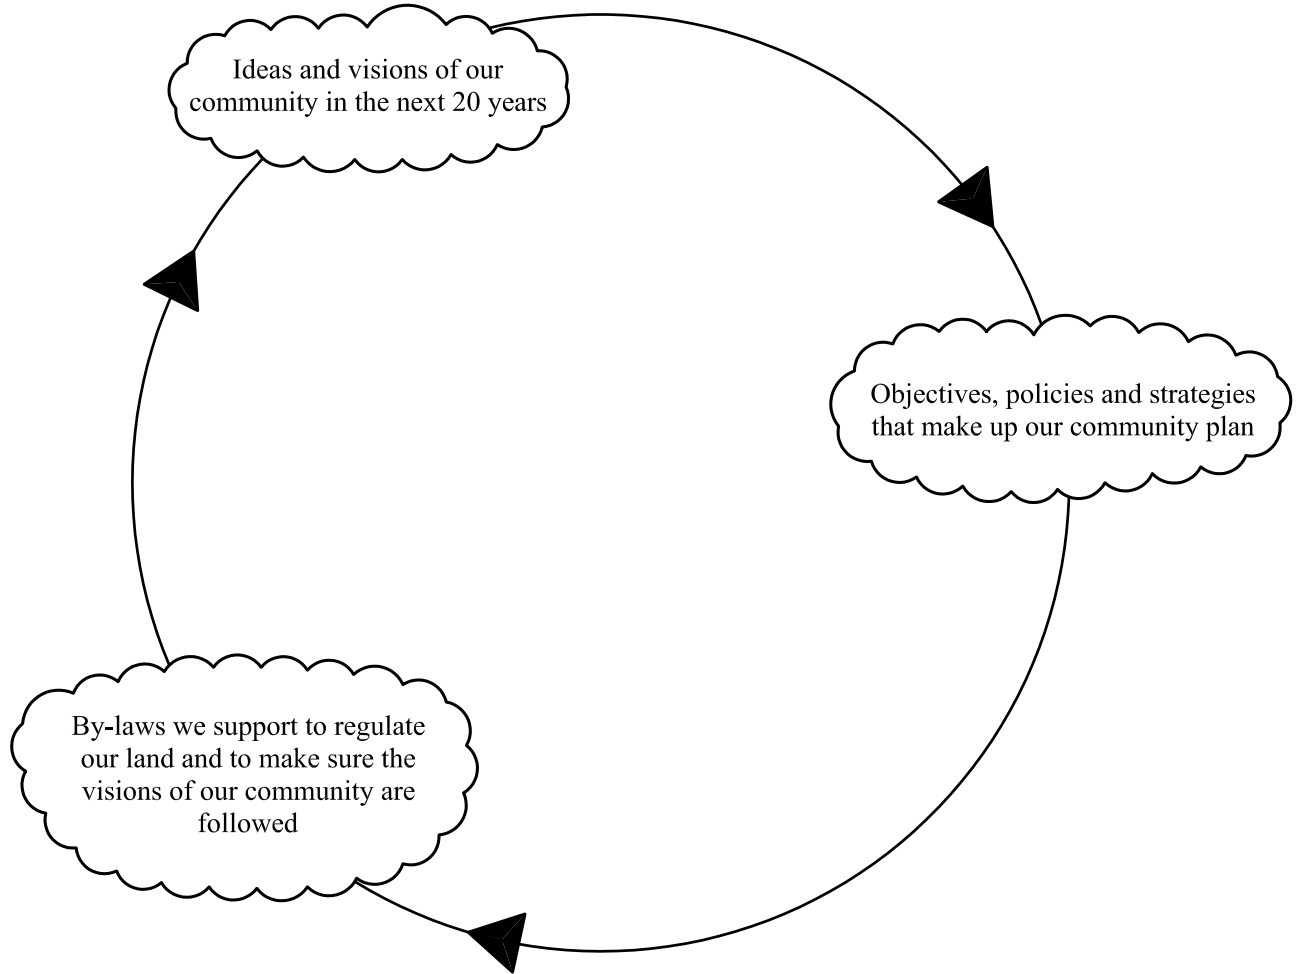 Ideas and visions of our
community in the next 20 years
Objectives, policies and strategies
that make up our community plan
By-laws we support to regulate
our land and to make sure the
visions of our community are
followed